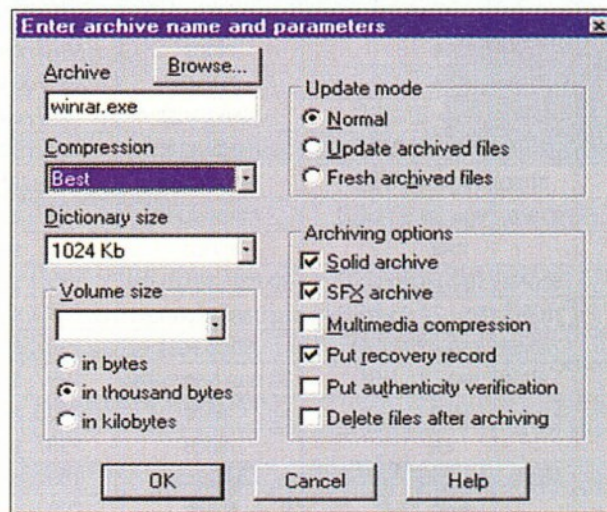 Enter archive name and parameters
Archive
Browse...
winrar.exe
Compression
Best
Dictionary size
1024 Kb
Volume size
in bytes
in thousand bytes
in kilobytes
Update mode
Normal
Update archived files
Fresh archived files
Archiving options
Solid archive
SFX archive
Multimedia compression
Put recovery record
Put authenticity verification
Delete files after archiving
OK
Cancel
Help